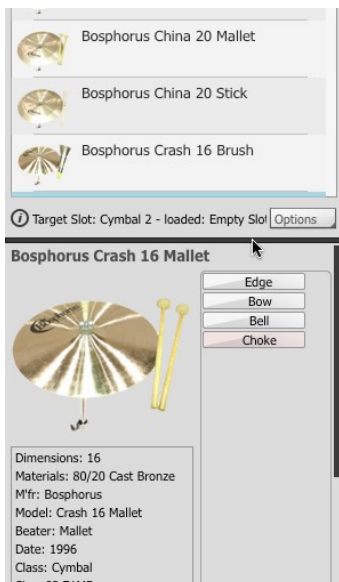 Bosphorus China 20 Mallet
Bosphorus China 20 Stick
Bosphorus Crash 16 Brush
Target Slot: Cymbal 2 - loaded: Empty Slot Options
Bosphorus Crash 16 Mallet
Edge
Bow
Bell
Choke
Bosphorus
Dimensions: 16
Materials: 80/20 Cast Bronze
M'fr: Bosphorus
Model: Crash 16 Mallet
Beater: Mallet
Date: 1996
Class: Cymbal